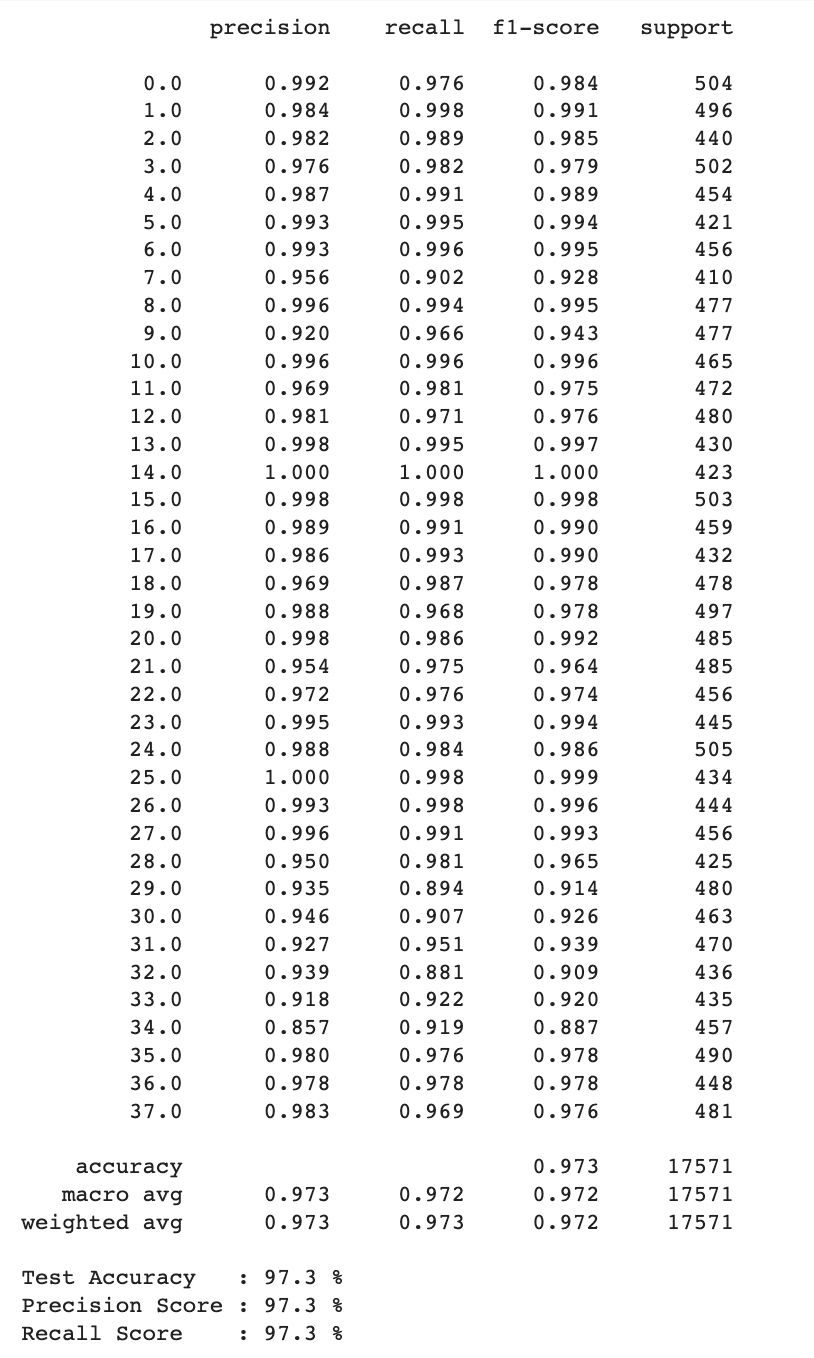 precision recall f1-score support
0.0 0.992 0.976 0.984 504
1.0 0.984 0.998 0.991 496
2.0 0.982 0.989 0.985 440
3.0 0.976 0.982 0.979 502
4.0 0.987 0.991 0.989 454
5.0 0.993 0.995 0.994 421
6.0 0.993 0.996 0.995 456
7.0 0.956 0.902 0.928 410
8.0 0.996 0.994 0.995 477
9.0 0.920 0.966 0.943 477
10.0 0.996 0.996 0.996 465
11.0 0.969 0.981 0.975 472
12.0 0.981 0.971 0.976 480
13.0 0.998 0.995 0.997 430
14.0 1.000 1.000 1.000 423
15.0 0.998 0.998 0.998 503
16.0 0.989 0.991 0.990 459
17.0 0.986 0.993 0.990 432
18.0 0.969 0.987 0.978 478
19.0 0.988 0.968 0.978 497
20.0 0.998 0.986 0.992 485
21.0 0.954 0.975 0.964 485
22.0 0.972 0.976 0.974 456
23.0 0.995 0.993 0.994 445
24.0 0.988 0.984 0.986 505
25.0 1.000 0.998 0.999 434
26.0 0.993 0.998 0.996 444
27.0 0.996 0.991 0.993 456
28.0 0.950 0.981 0.965 425
29.0 0.935 0.894 0.914 480
30.0 0.946 0.907 0.926 463
31.0 0.927 0.951 0.939 470
32.0 0.939 0.881 0.909 436
33.0 0.918 0.922 0.920 435
34.0 0.857 0.919 0.887 457
35.0 0.980 0.976 0.978 490
36.0 0.978 0.978 0.978 448
37.0 0.983 0.969 0.976 481
accuracy 0.973 17571
macro avg 0.973 0.972 0.972 17571
weighted avg 0.973 0.973 0.972 17571
Test Accuracy : 97.3 %
Precision Score : 97.3 %
Recall Score : 97.3 %